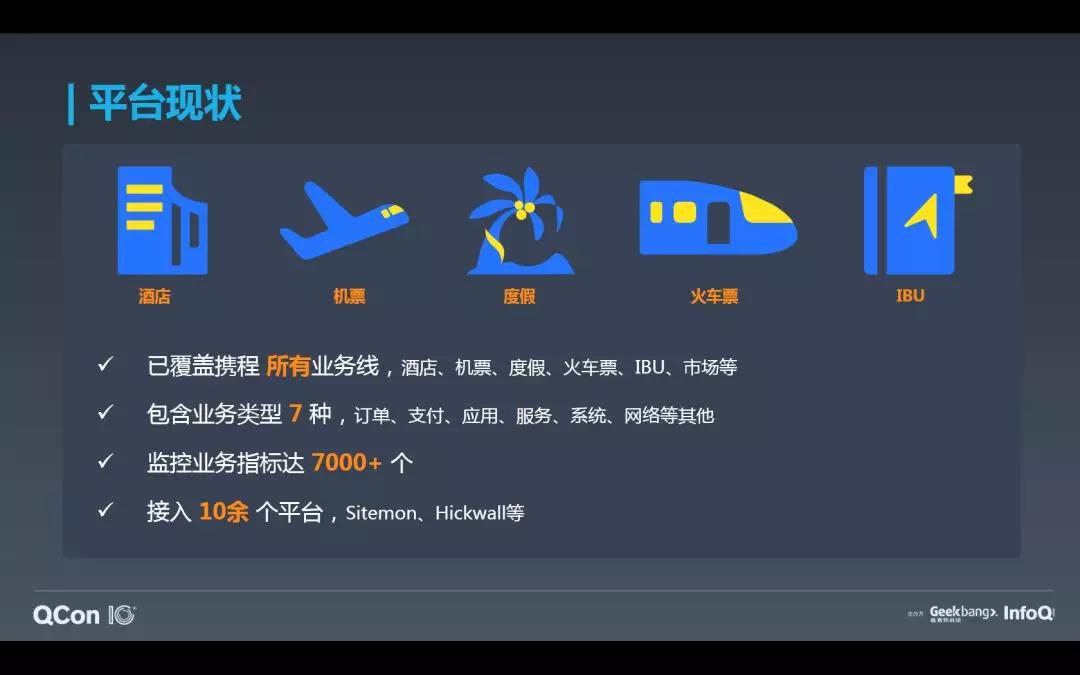 平台现状
酒店 机票 度假 火车票 IBU
✓ 已覆盖携程 所有业务线，酒店、机票、度假、火车票、IBU、市场等
✓ 包含业务类型 7 种，订单、支付、应用、服务、系统、网络等其他
✓ 监控业务指标达 7000+ 个
✓ 接入 10余 个平台，Sitemon、Hickwall等
QCon 10 主办方 Geekbang>. InfoQ
极客邦科技